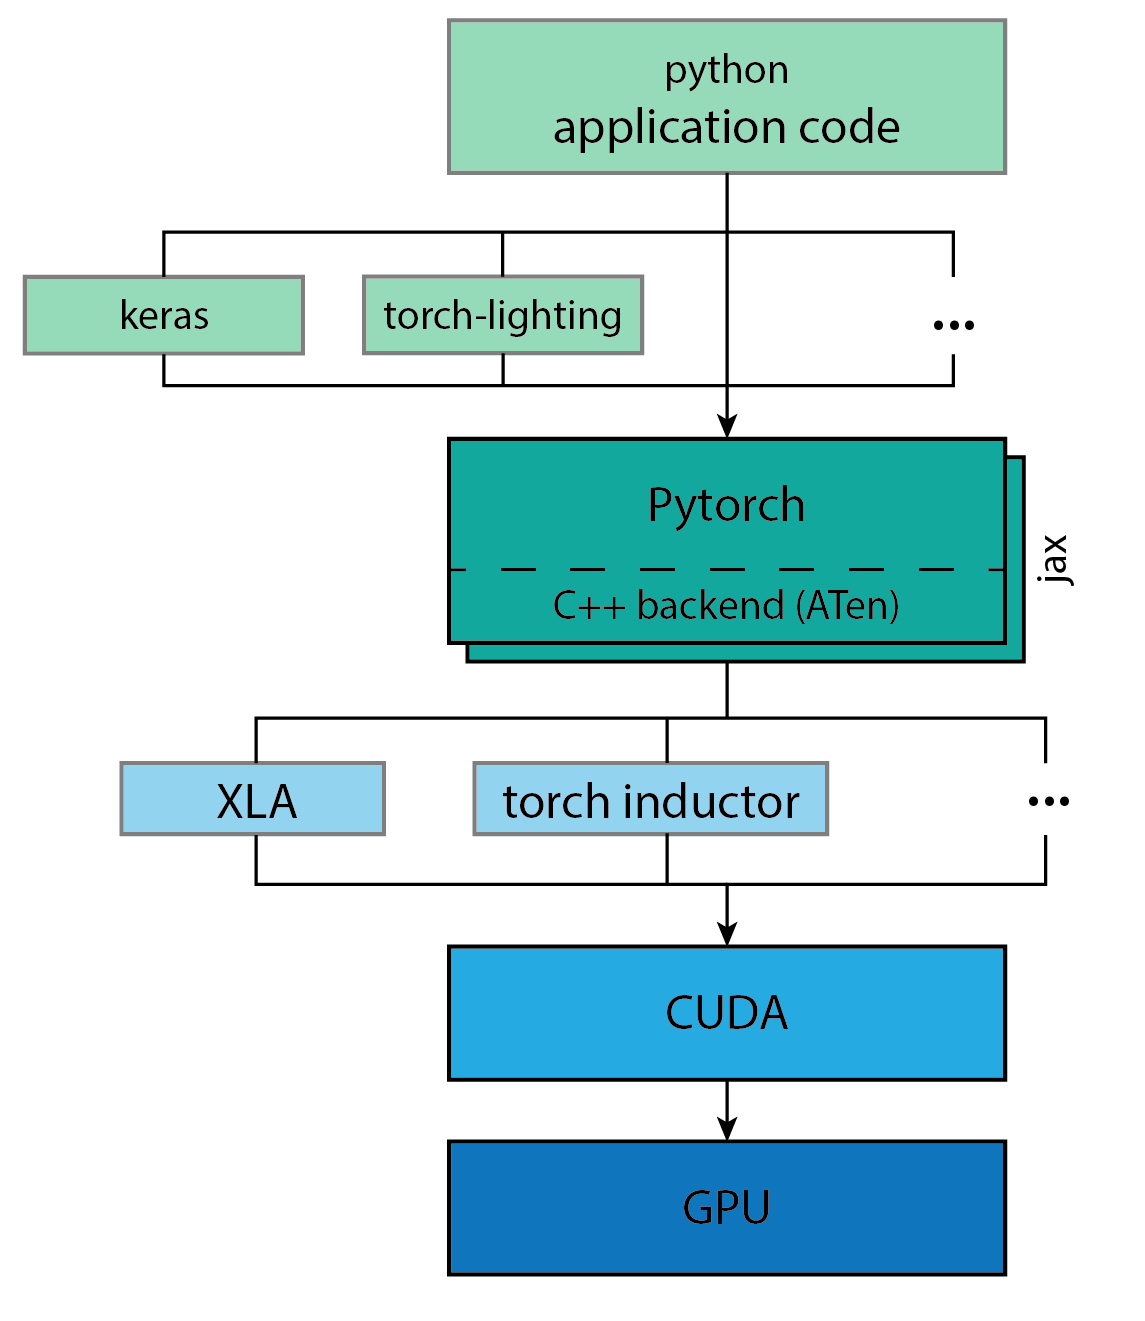 python
application code
keras
torch-lighting
...
Pytorch
C++ backend (ATen)
jax
XLA
torch inductor
...
CUDA
GPU